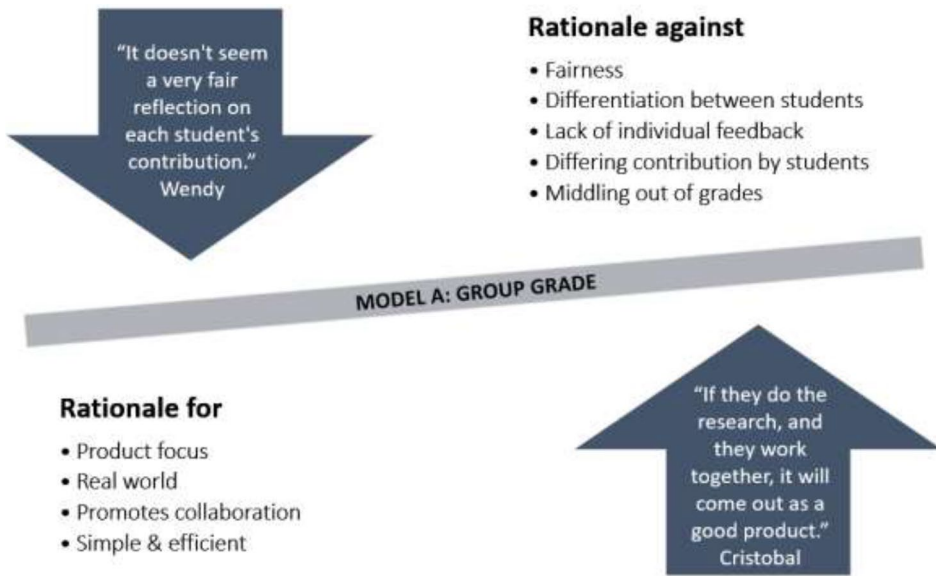 “It doesn't seem
a very fair
reflection on
each student's
contribution.”
Wendy
Rationale against
• Fairness
• Differentiation between students
• Lack of individual feedback
• Differing contribution by students
• Middling out of grades
MODEL A: GROUP GRADE
Rationale for
• Product focus
• Real world
• Promotes collaboration
• Simple & efficient
“If they do the
research, and
they work
together, it will
come out as a
good product.”
Cristobal